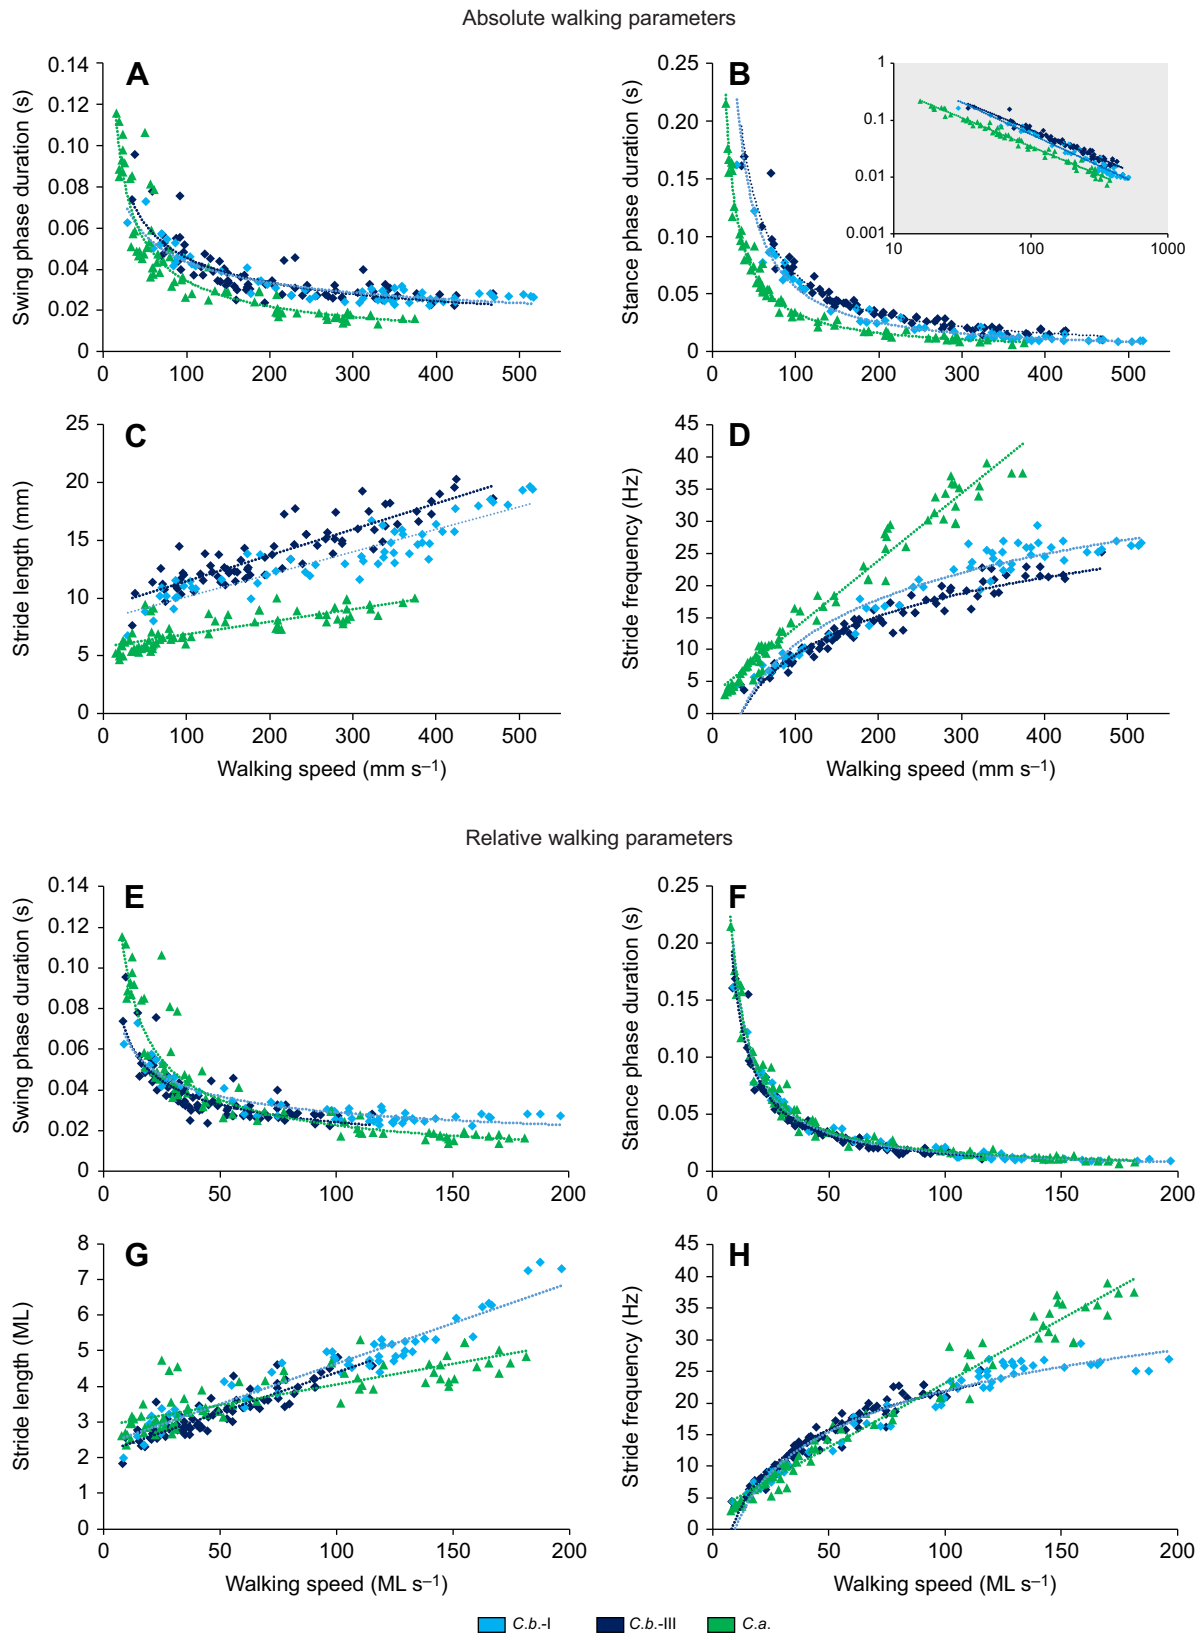 Absolute walking parameters
A
Swing phase duration (s)
0.14
0.12
0.10
0.08
0.06
0.04
0.02
0
0 100 200 300 400 500
B
Stance phase duration (s)
0.25
0.20
0.15
0.10
0.05
0
0 100 200 300 400 500
1
0.1
0.01
0.001
10 100 1000
C
Stride length (mm)
25
20
15
10
5
0
0 100 200 300 400 500
Walking speed (mm s–1)
D
Stride frequency (Hz)
45
40
35
30
25
20
15
10
5
0
0 100 200 300 400 500
Walking speed (mm s–1)
Relative walking parameters
E
Swing phase duration (s)
0.14
0.12
0.10
0.08
0.06
0.04
0.02
0
0 50 100 150 200
F
Stance phase duration (s)
0.25
0.20
0.15
0.10
0.05
0
0 50 100 150 200
G
Stride length (ML)
8
7
6
5
4
3
2
1
0
0 50 100 150 200
Walking speed (ML s–1)
H
Stride frequency (Hz)
45
40
35
30
25
20
15
10
5
0
0 50 100 150 200
Walking speed (ML s–1)
C.b.-I C.b.-III C.a.